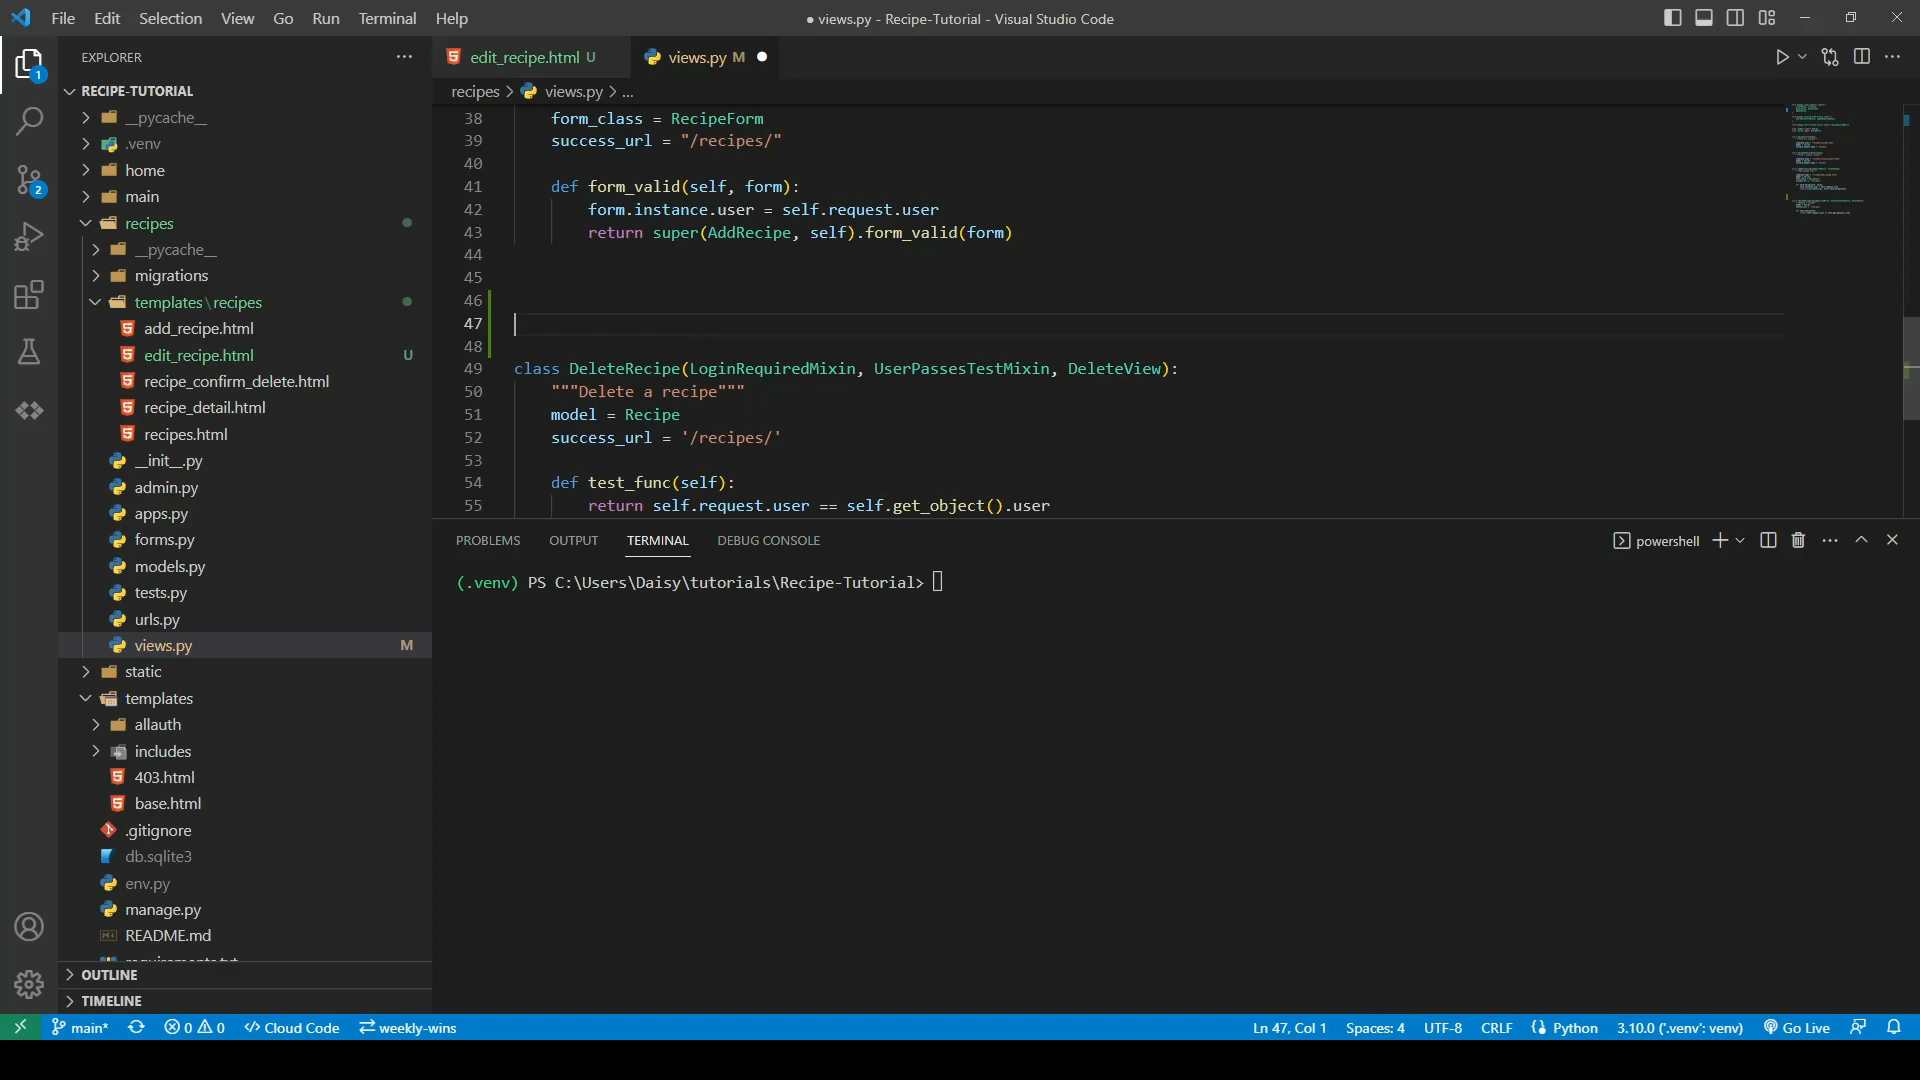 File Edit Selection View Go Run Terminal Help
● views.py - Recipe-Tutorial - Visual Studio Code
EXPLORER
1
2
RECIPE-TUTORIAL
__pycache__
.venv
home
main
recipes
__pycache__
migrations
templates\recipes
add_recipe.html
edit_recipe.html U
recipe_confirm_delete.html
recipe_detail.html
recipes.html
__init__.py
admin.py
apps.py
forms.py
models.py
tests.py
urls.py
views.py M
static
templates
allauth
includes
403.html
base.html
.gitignore
db.sqlite3
env.py
manage.py
README.md
OUTLINE
TIMELINE
edit_recipe.html U
views.py M
recipes > views.py > ...
38 form_class = RecipeForm
39 success_url = "/recipes/"
40
41 def form_valid(self, form):
42 form.instance.user = self.request.user
43 return super(AddRecipe, self).form_valid(form)
44
45
46
47
48
49 class DeleteRecipe(LoginRequiredMixin, UserPassesTestMixin, DeleteView):
50 """Delete a recipe"""
51 model = Recipe
52 success_url = '/recipes/'
53
54 def test_func(self):
55 return self.request.user == self.get_object().user
PROBLEMS OUTPUT TERMINAL DEBUG CONSOLE
powershell
(.venv) PS C:\Users\Daisy\tutorials\Recipe-Tutorial>
main* 0 0 Cloud Code weekly-wins
Ln 47, Col 1 Spaces: 4 UTF-8 CRLF Python 3.10.0 ('.venv': venv) Go Live